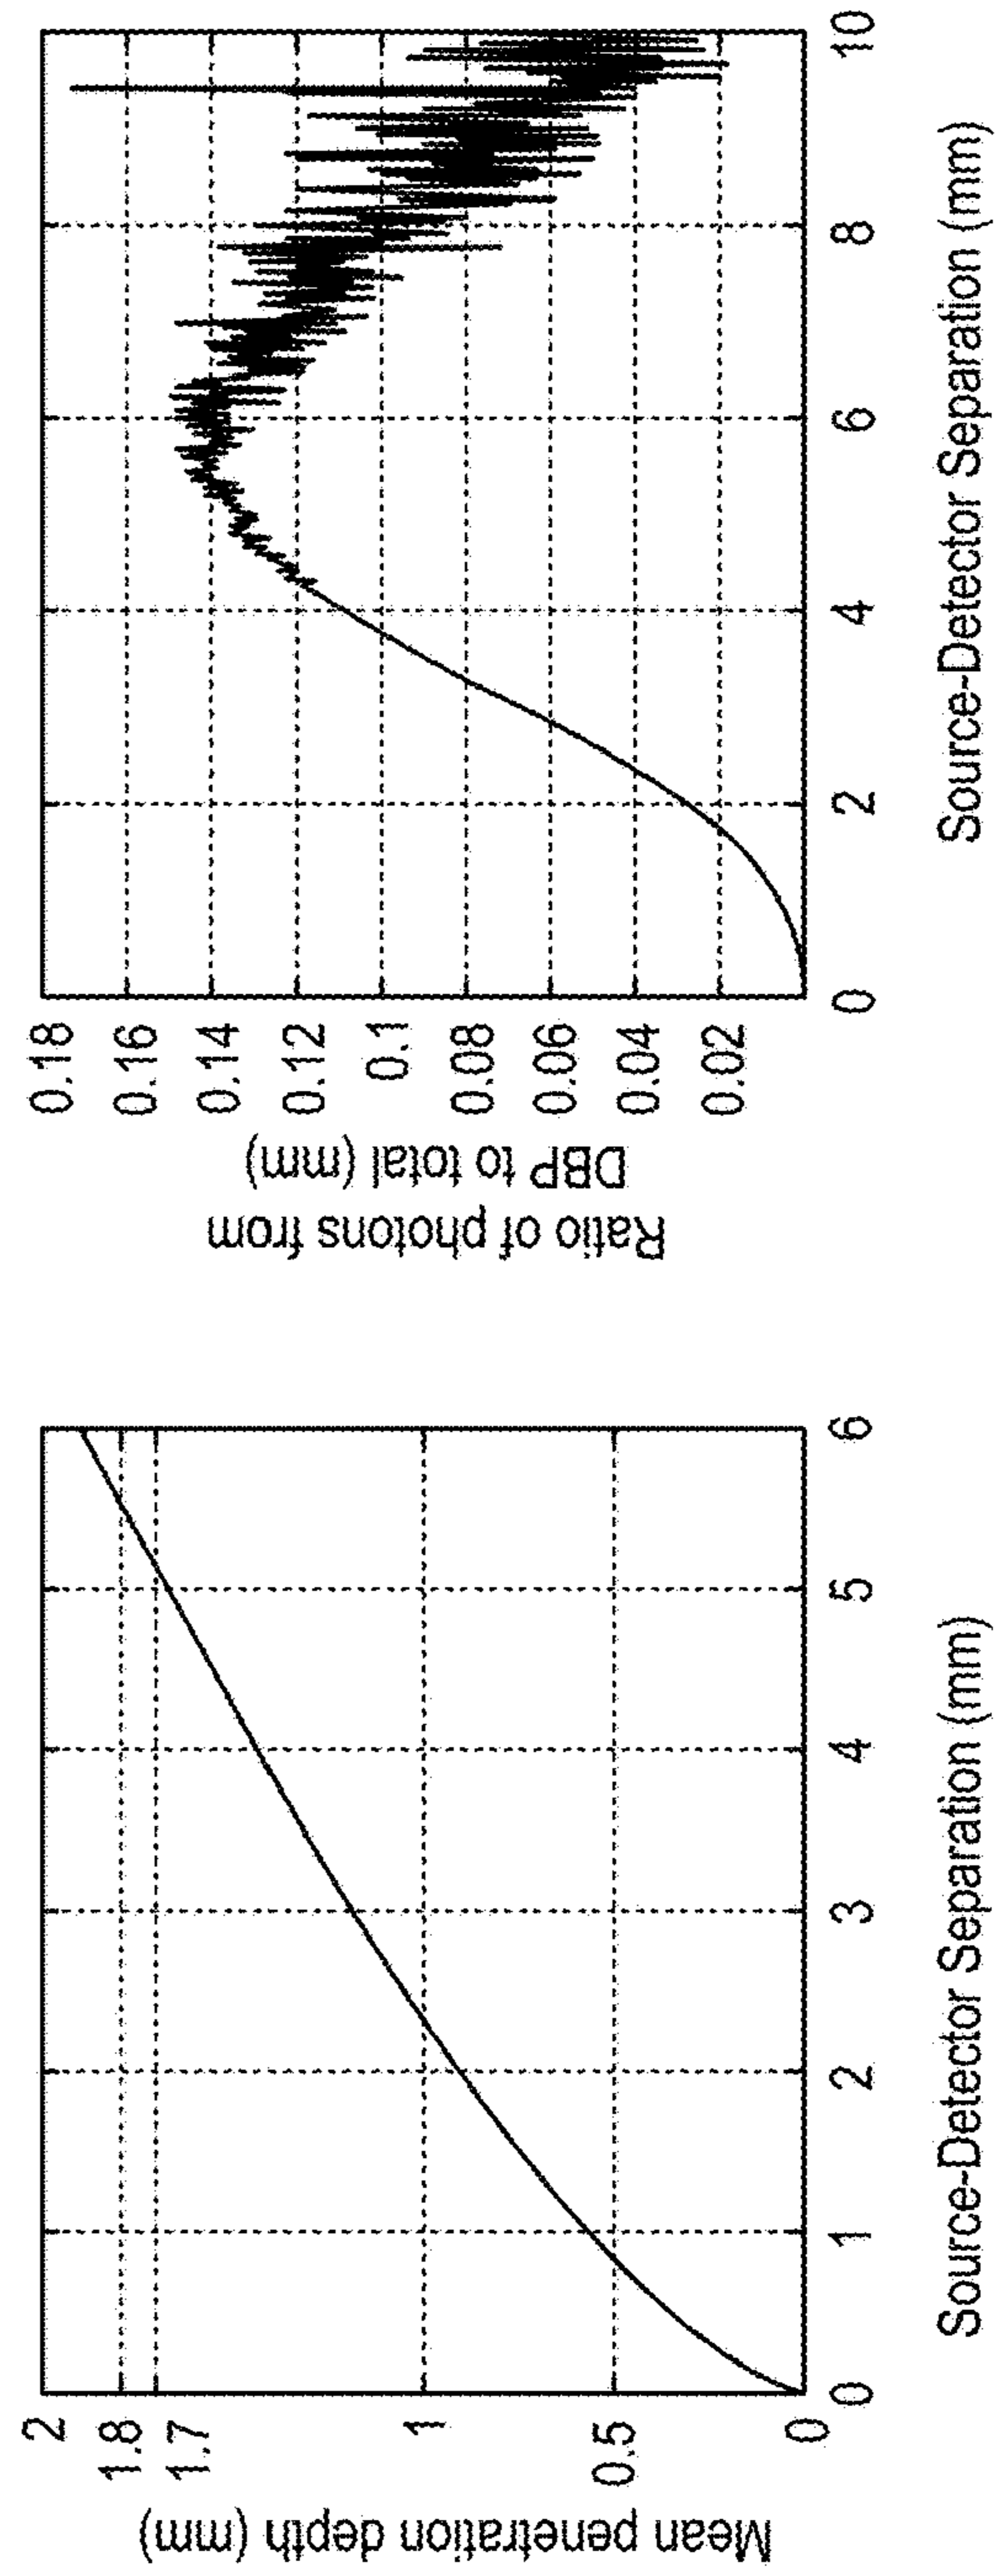 Mean penetration depth (mm)
2
1.8
1.7
1
0.5
0
0 1 2 3 4 5 6
Source-Detector Separation (mm)
Ratio of photons from
DBP to total (mm)
0.18
0.16
0.14
0.12
0.1
0.08
0.06
0.04
0.02
0 2 4 6 8 10
Source-Detector Separation (mm)